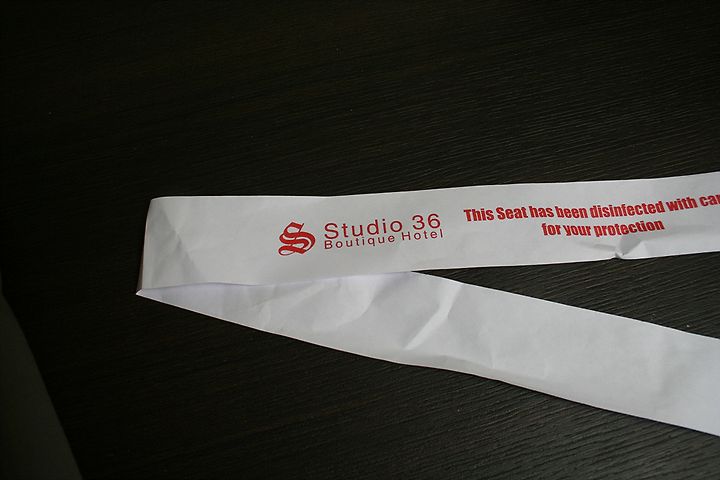 S
Studio 36
Boutique Hotel
This Seat has been disinfected with
for your protection